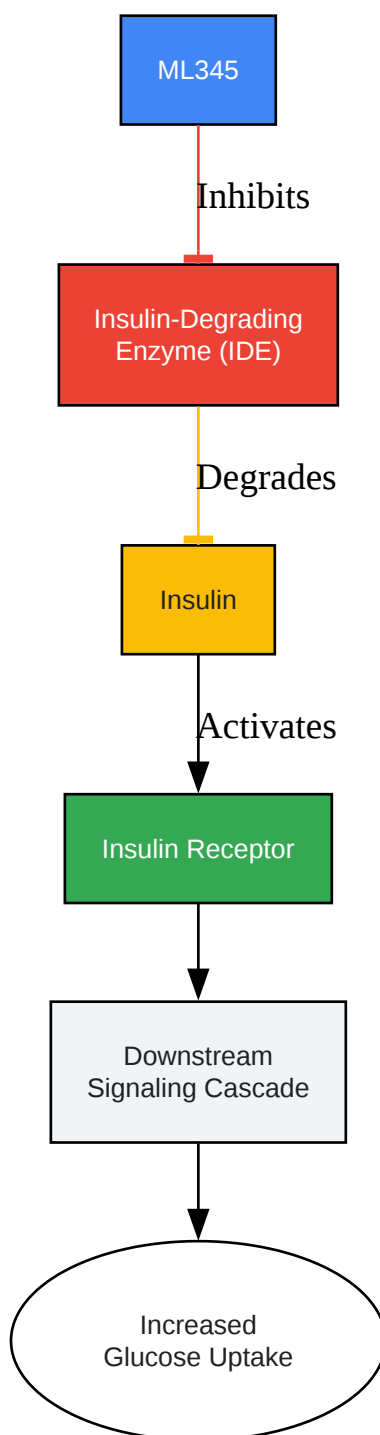 ML345
Inhibits
Insulin-Degrading
Enzyme (IDE)
Degrades
Insulin
Activates
Insulin Receptor
Downstream
Signaling Cascade
Increased
Glucose Uptake